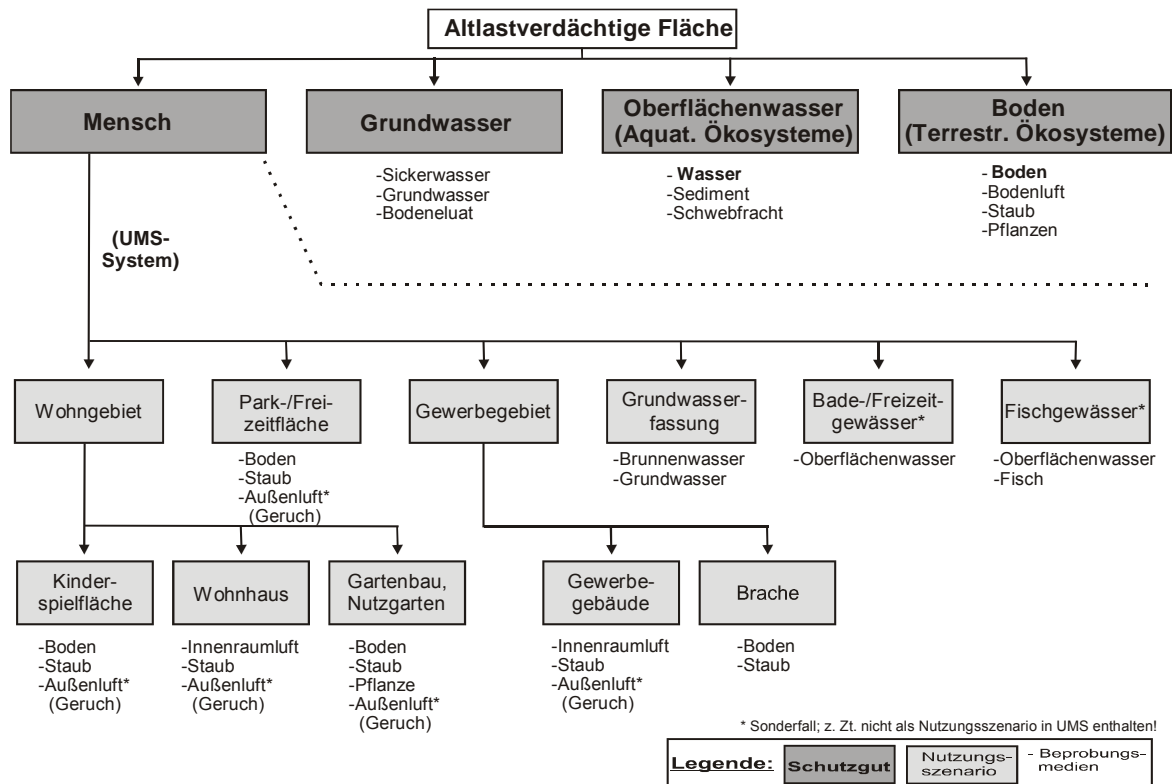 Altlastverdächtige Fläche
Mensch
Grundwasser
Oberflächenwasser
(Aquat. Ökosysteme)
Boden
(Terrestr. Ökosysteme)
-Sickerwasser
-Grundwasser
-Bodeneluat
- Wasser
-Sediment
-Schwebfracht
- Boden
-Bodenluft
-Staub
-Pflanzen
(UMS-
System)
Wohngebiet
Park-/Frei-
zeitfläche
Gewerbegebiet
Grundwasser-
fassung
Bade-/Freizeit-
gewässer*
Fischgewässer*
-Boden
-Staub
-Außenluft*
(Geruch)
-Brunnenwasser
-Grundwasser
-Oberflächenwasser
-Oberflächenwasser
-Fisch
Kinder-
spielfläche
Wohnhaus
Gartenbau,
Nutzgarten
Gewerbe-
gebäude
Brache
-Boden
-Staub
-Außenluft*
(Geruch)
-Innenraumluft
-Staub
-Außenluft*
(Geruch)
-Boden
-Staub
-Pflanze
-Außenluft*
(Geruch)
-Innenraumluft
-Staub
-Außenluft*
(Geruch)
-Boden
-Staub
* Sonderfall; z. Zt. nicht als Nutzungsszenario in UMS enthalten!
Legende:
Schutzgut
Nutzungs-
szenario
- Beprobungs-
medien